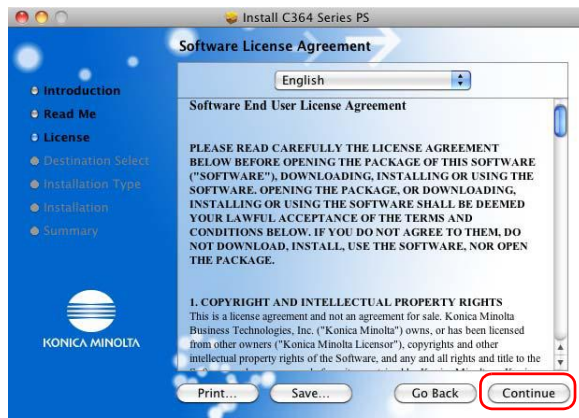 Install C364 Series PS
Software License Agreement
Introduction
Read Me
License
Destination Select
Installation Type
Installation
Summary
KONICA MINOLTA
English
Software End User License Agreement
PLEASE READ CAREFULLY THE LICENSE AGREEMENT
BELOW BEFORE OPENING THE PACKAGE OF THIS SOFTWARE
("SOFTWARE"), DOWNLOADING, INSTALLING OR USING THE
SOFTWARE. OPENING THE PACKAGE, OR DOWNLOADING,
INSTALLING OR USING THE SOFTWARE SHALL BE DEEMED
YOUR LAWFUL ACCEPTANCE OF THE TERMS AND
CONDITIONS BELOW. IF YOU DO NOT AGREE TO THEM, DO
NOT DOWNLOAD, INSTALL, USE THE SOFTWARE, NOR OPEN
THE PACKAGE.
1. COPYRIGHT AND INTELLECTUAL PROPERTY RIGHTS
This is a license agreement and not an agreement for sale. Konica Minolta
Business Technologies, Inc. ("Konica Minolta") owns, or has been licensed
from other owners ("Konica Minolta Licensor"), copyrights and other
intellectual property rights of the Software, and any and all rights and title to the
Print...
Save...
Go Back
Continue